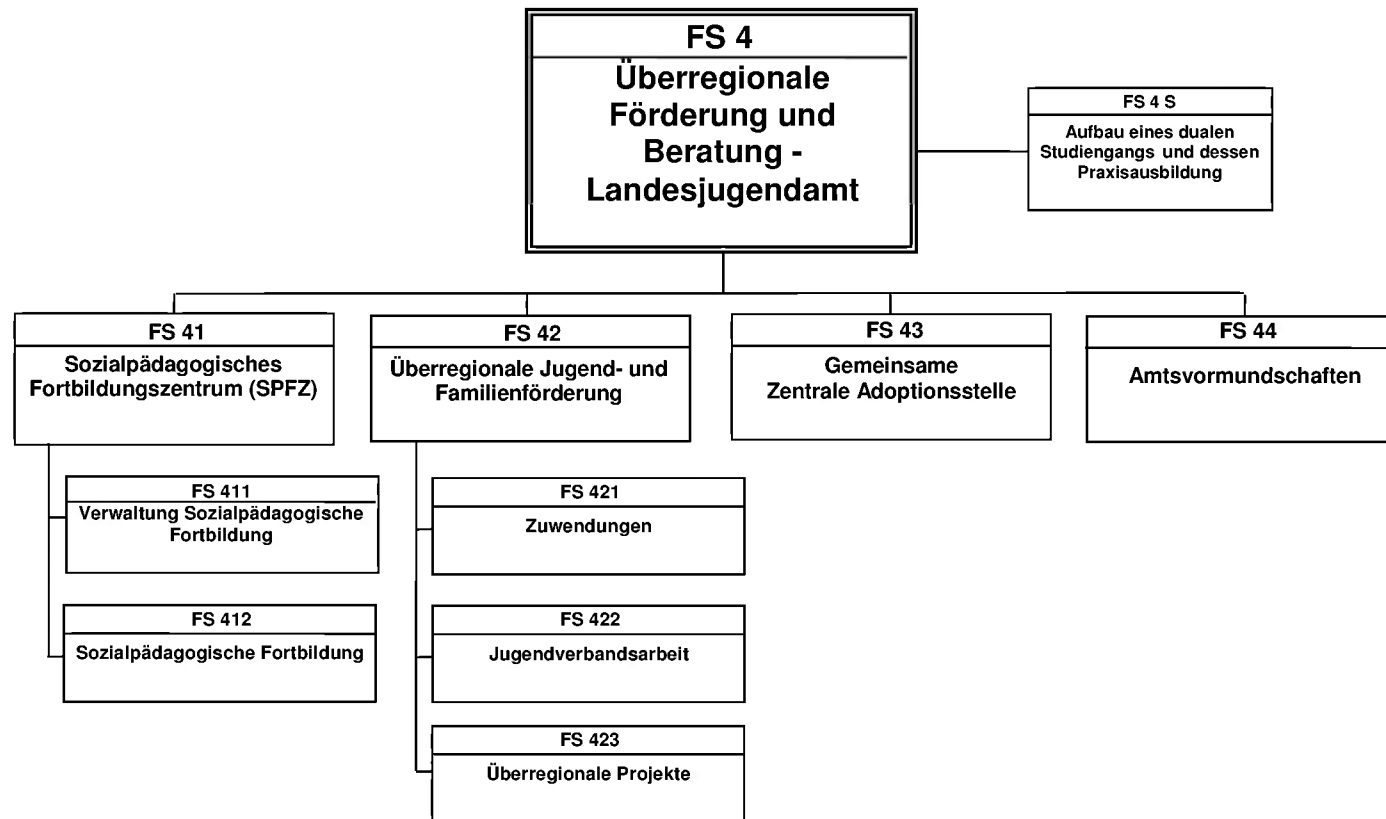 FS 4
Überregionale
Förderung und
Beratung -
Landesjugendamt
FS 4 S
Aufbau eines dualen
Studiengangs und dessen
Praxisausbildung
FS 41
Sozialpädagogisches
Fortbildungszentrum (SPFZ)
FS 42
Überregionale Jugend- und
Familienförderung
FS 43
Gemeinsame
Zentrale Adoptionsstelle
FS 44
Amtsvormundschaften
FS 411
Verwaltung Sozialpädagogische
Fortbildung
FS 412
Sozialpädagogische Fortbildung
FS 421
Zuwendungen
FS 422
Jugendverbandsarbeit
FS 423
Überregionale Projekte